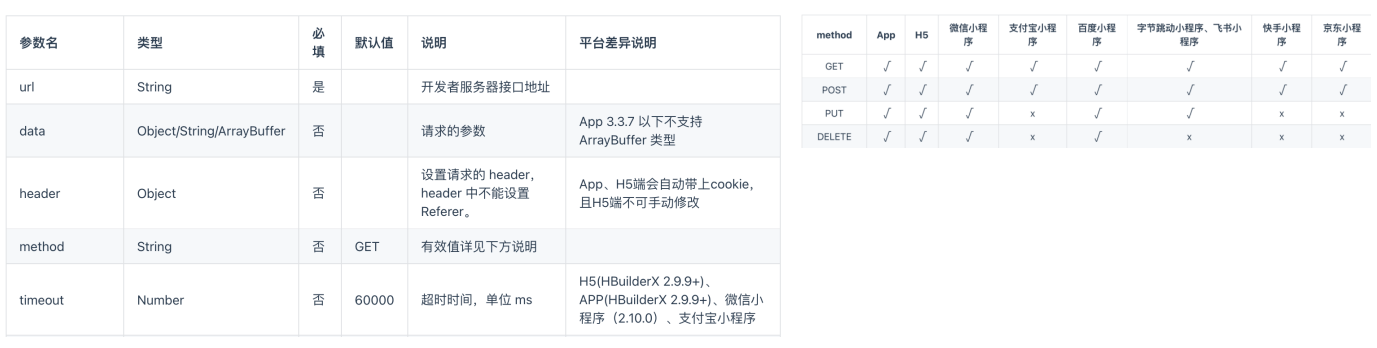 参数名 类型 必填 默认值 说明 平台差异说明
url String 是 开发者服务器接口地址
data Object/String/ArrayBuffer 否 请求的参数 App 3.3.7 以下不支持 ArrayBuffer 类型
header Object 否 设置请求的 header，header 中不能设置 Referer。 App、H5端会自动带上cookie，且H5端不可手动修改
method String 否 GET 有效值详见下方说明
timeout Number 否 60000 超时时间，单位 ms H5(HBuilderX 2.9.9+)、APP(HBuilderX 2.9.9+)、微信小程序（2.10.0）、支付宝小程序
method App H5 微信小程序 支付宝小程序 百度小程序 字节跳动小程序、飞书小程序 快手小程序 京东小程序
GET √ √ √ √ √ √ √ √
POST √ √ √ √ √ √ √ √
PUT √ √ √ x √ √ x x
DELETE √ √ √ x √ x x x